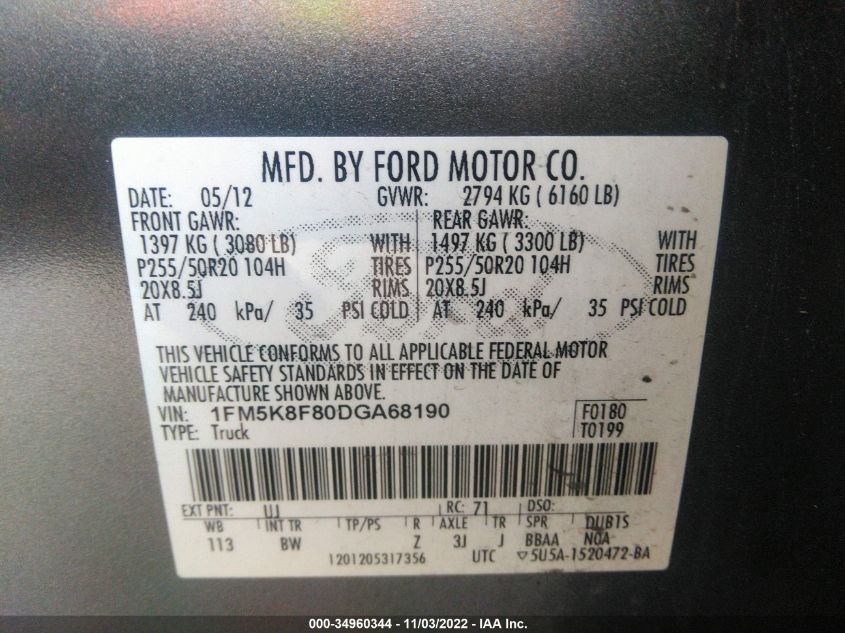 MFD. BY FORD MOTOR CO.
DATE: 05/12 GVWR: 2794 KG ( 6160 LB)
FRONT GAWR: REAR GAWR:
1397 KG ( 3080 LB) WITH 1497 KG ( 3300 LB) WITH
P255/50R20 104H TIRES P255/50R20 104H TIRES
20X8.5J RIMS 20X8.5J RIMS
AT 240 kPa/ 35 PSI COLD AT 240 kPa/ 35 PSI COLD
Ford
THIS VEHICLE CONFORMS TO ALL APPLICABLE FEDERAL MOTOR
VEHICLE SAFETY STANDARDS IN EFFECT ON THE DATE OF
MANUFACTURE SHOWN ABOVE.
VIN: 1FM5K8F80DGA68190 F0180
TYPE: Truck T0199
EXT PNT: UJ RC: 71 DSO:
WB INT TR TP/PS R AXLE TR SPR DUB1S
113 BW Z 3J J BBAA NOA
1201205317356 UTC ▽5U5A-1520472-BA
000-34960344 - 11/03/2022 - IAA Inc.